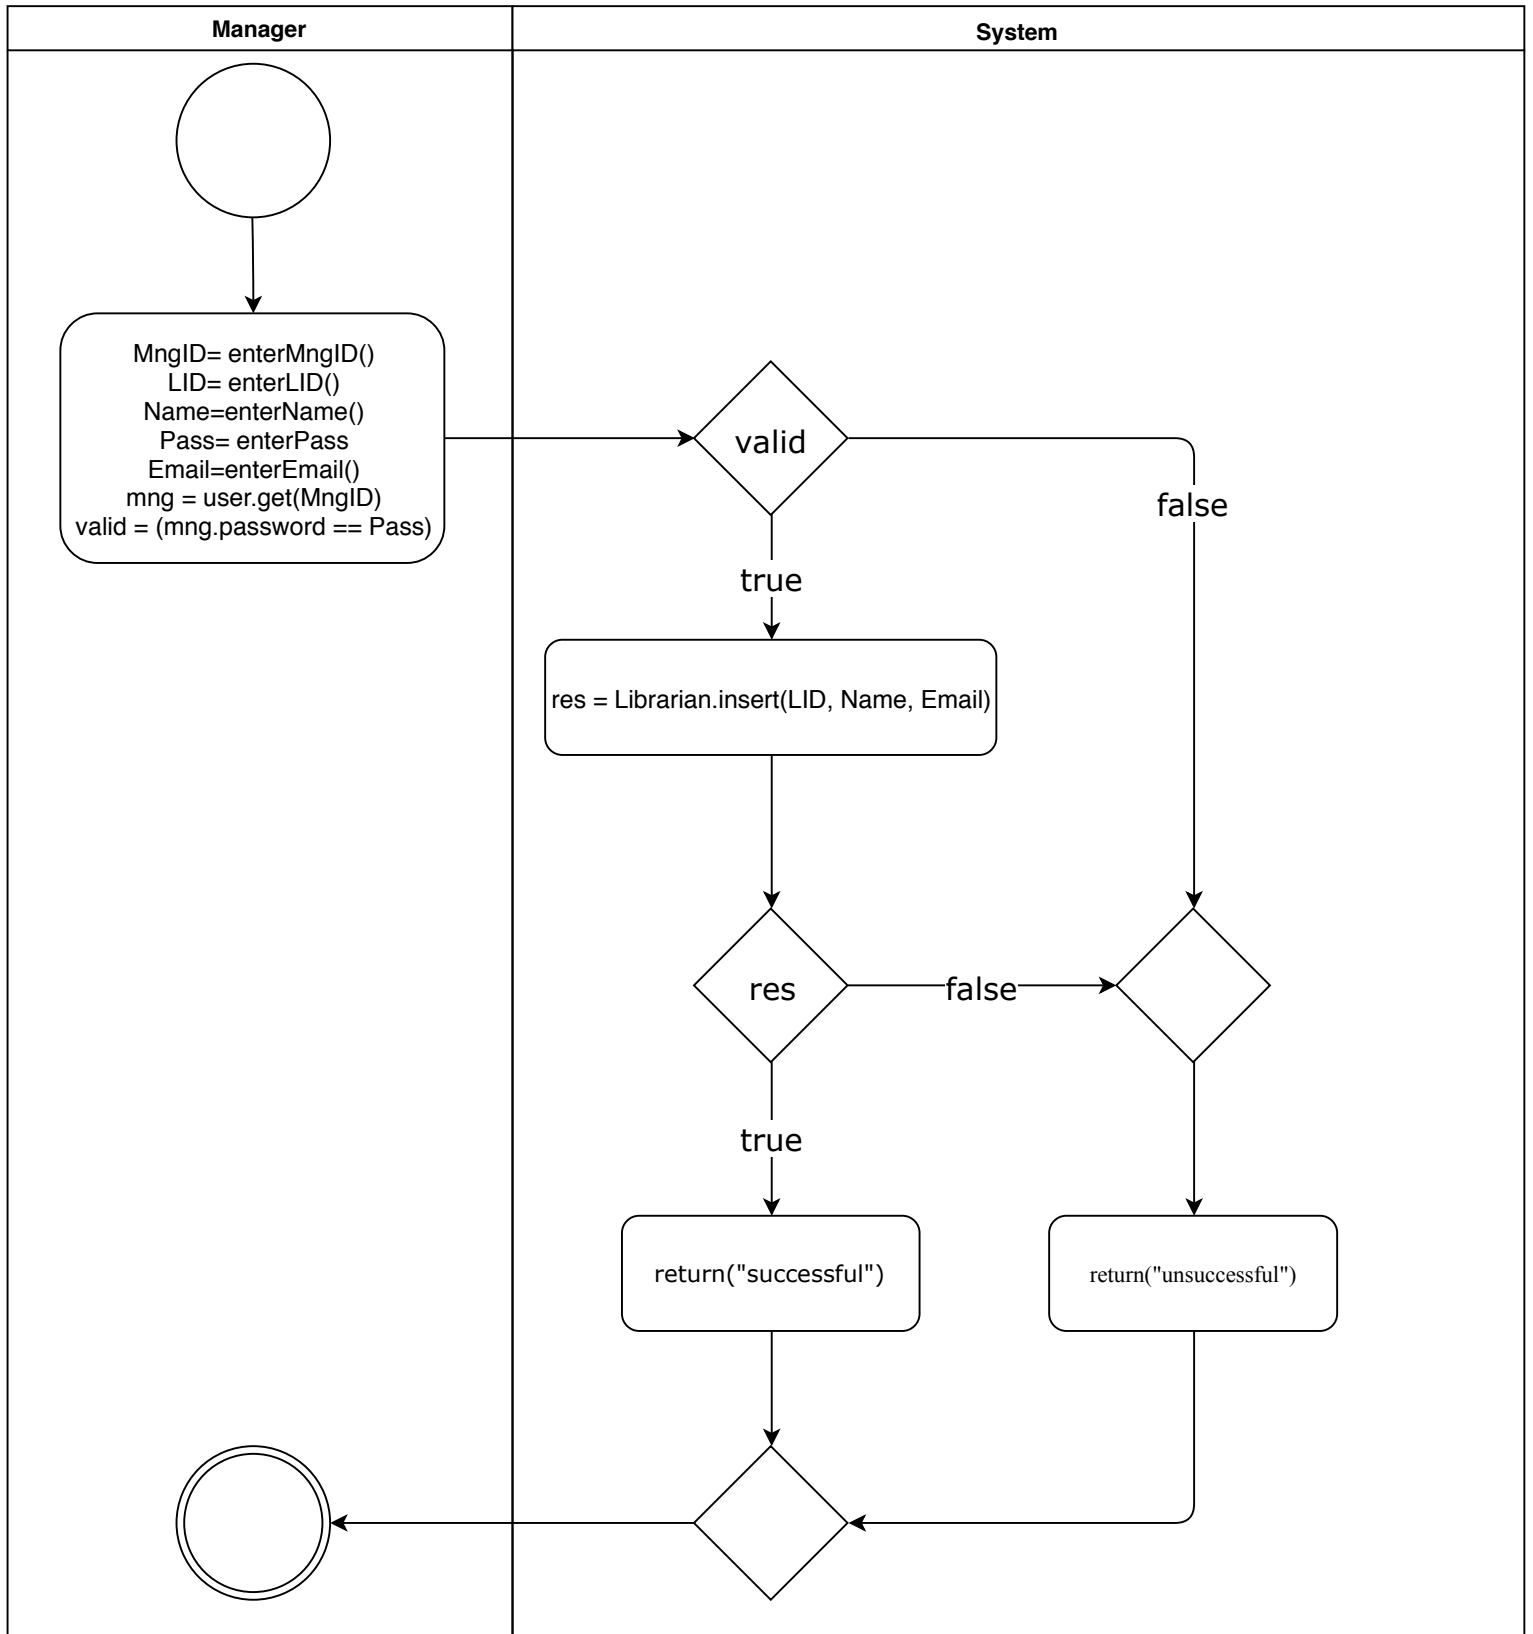 Manager
System
MngID= enterMngID()
LID= enterLID()
Name=enterName()
Pass= enterPass
Email=enterEmail()
mng = user.get(MngID)
valid = (mng.password == Pass)
valid
false
true
res = Librarian.insert(LID, Name, Email)
res
false
true
return("successful")
return("unsuccessful")